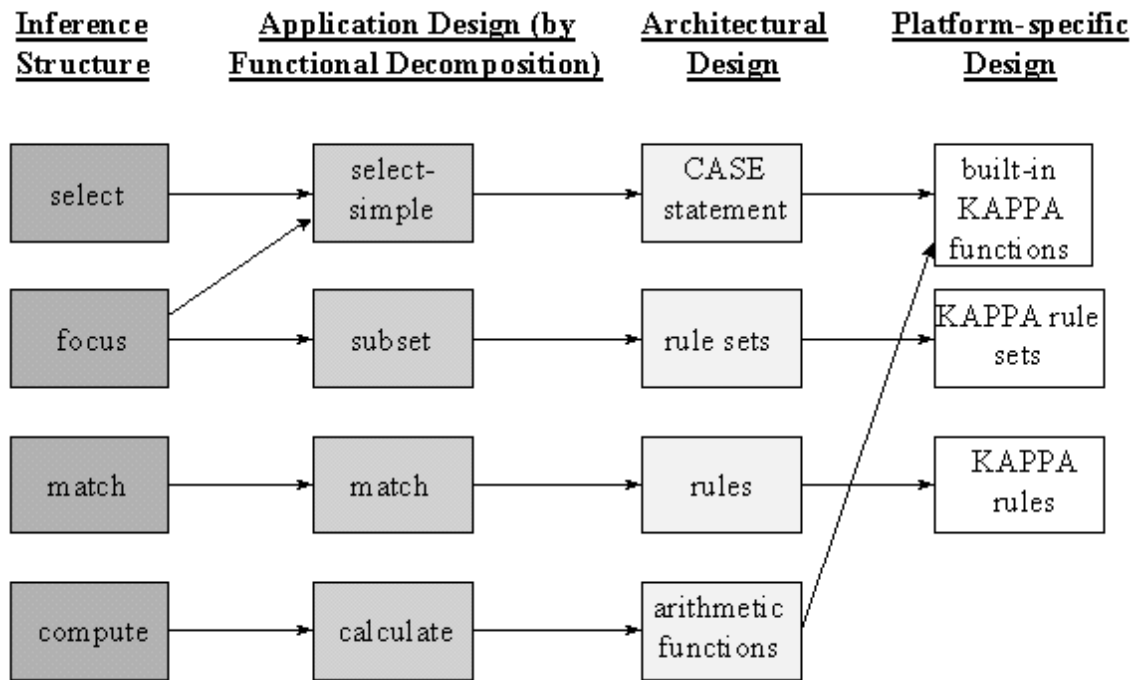 Inference
Structure
Application Design (by
Functional Decomposition)
Architectural
Design
Platform-specific
Design
select
select-
simple
CASE
statement
built-in
KAPPA
functions
focus
subset
rule sets
KAPPA rule
sets
match
match
rules
KAPPA
rules
compute
calculate
arithmetic
functions